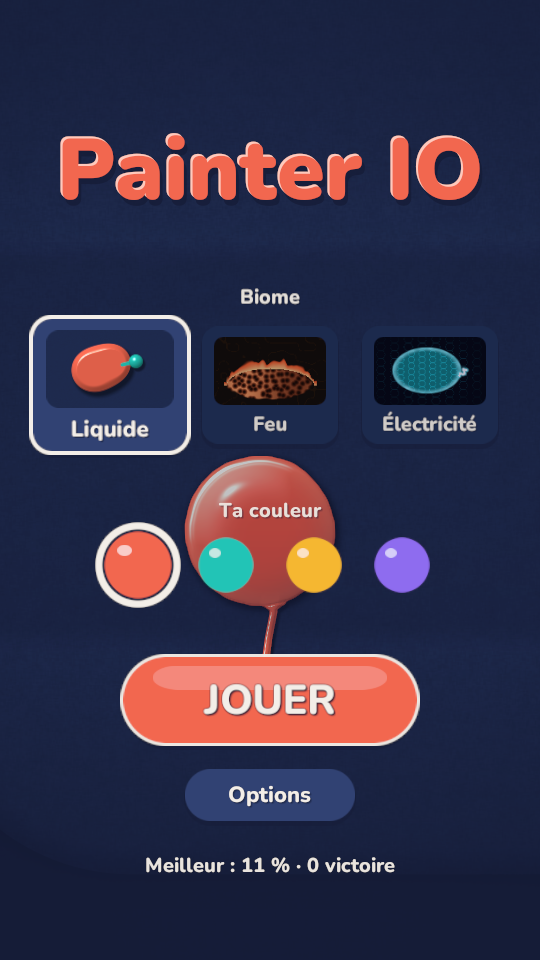 Painter IO
Biome
Liquide
Feu
Électricité
Ta couleur
JOUER
Options
Meilleur : 11 % · 0 victoire